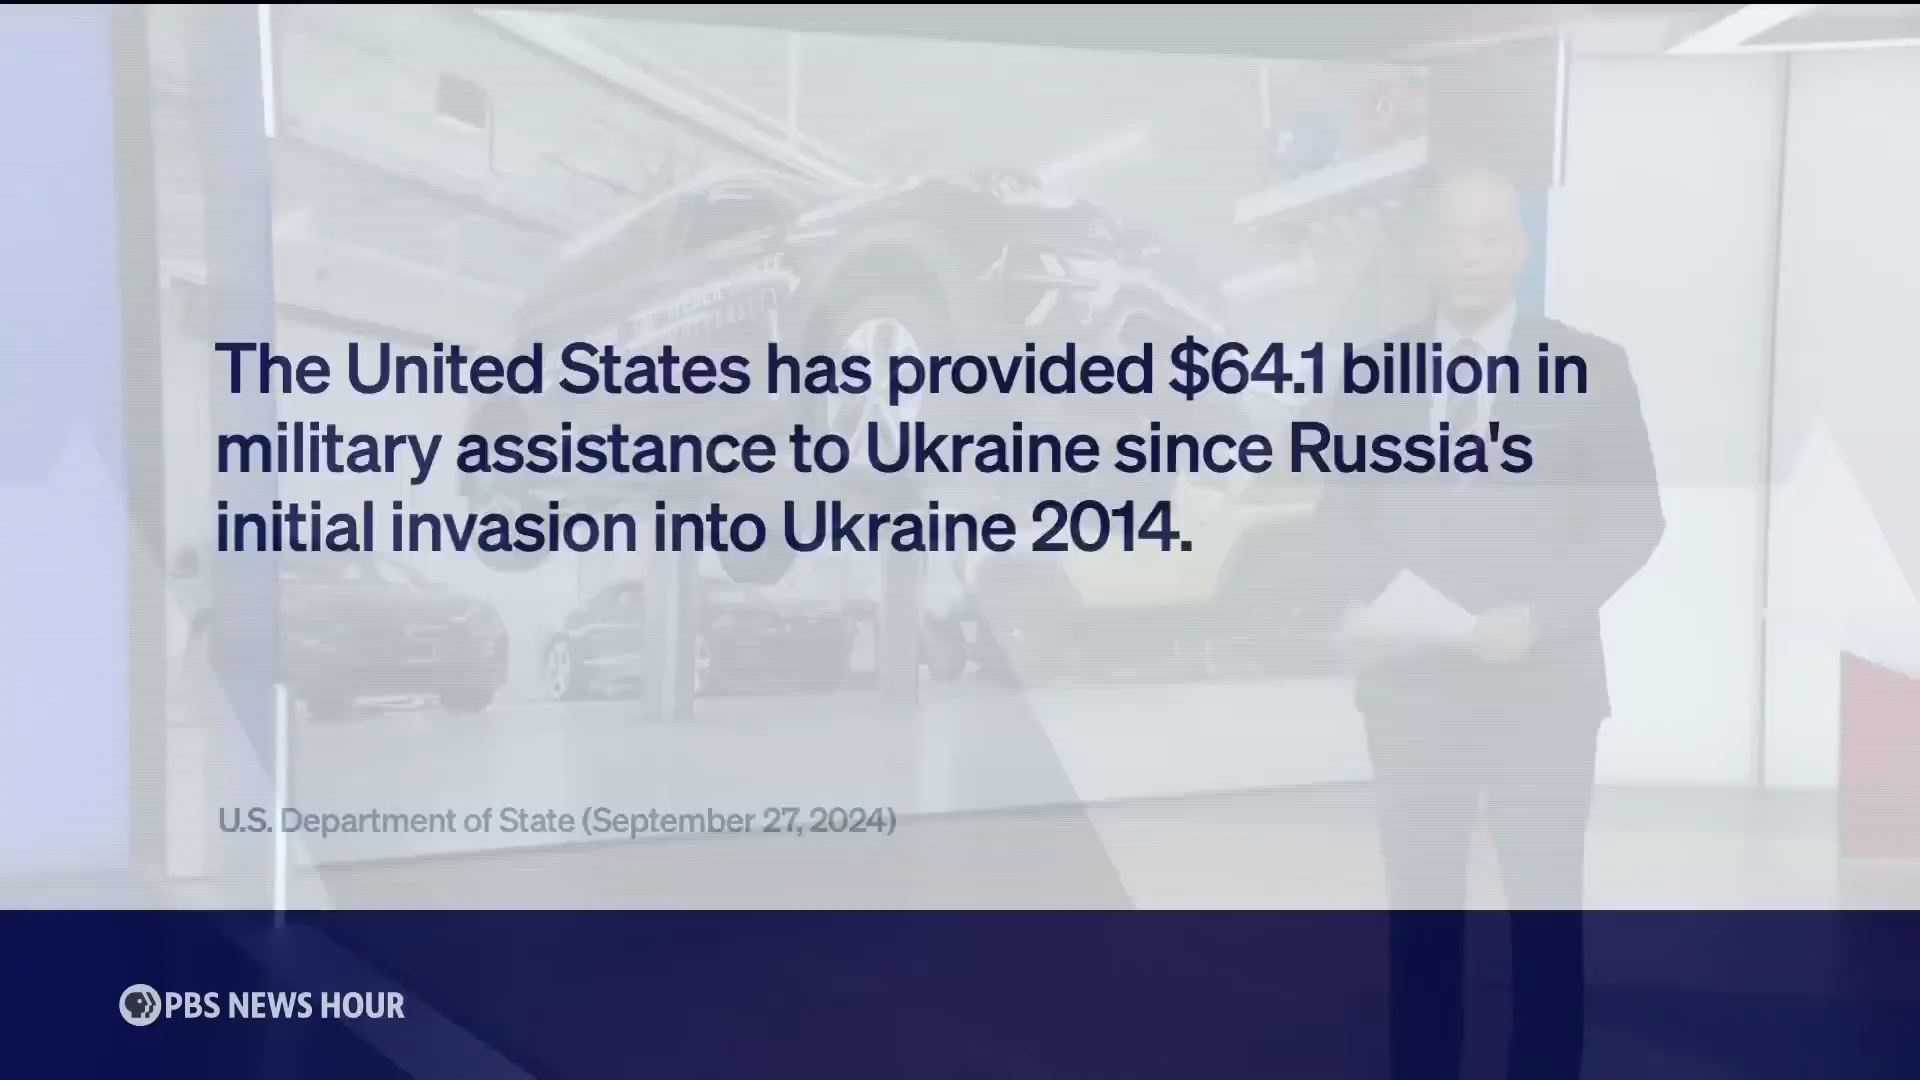 The United States has provided $64.1 billion in
military assistance to Ukraine since Russia's
initial invasion into Ukraine 2014.
U.S. Department of State (September 27, 2024)
PBS NEWS HOUR